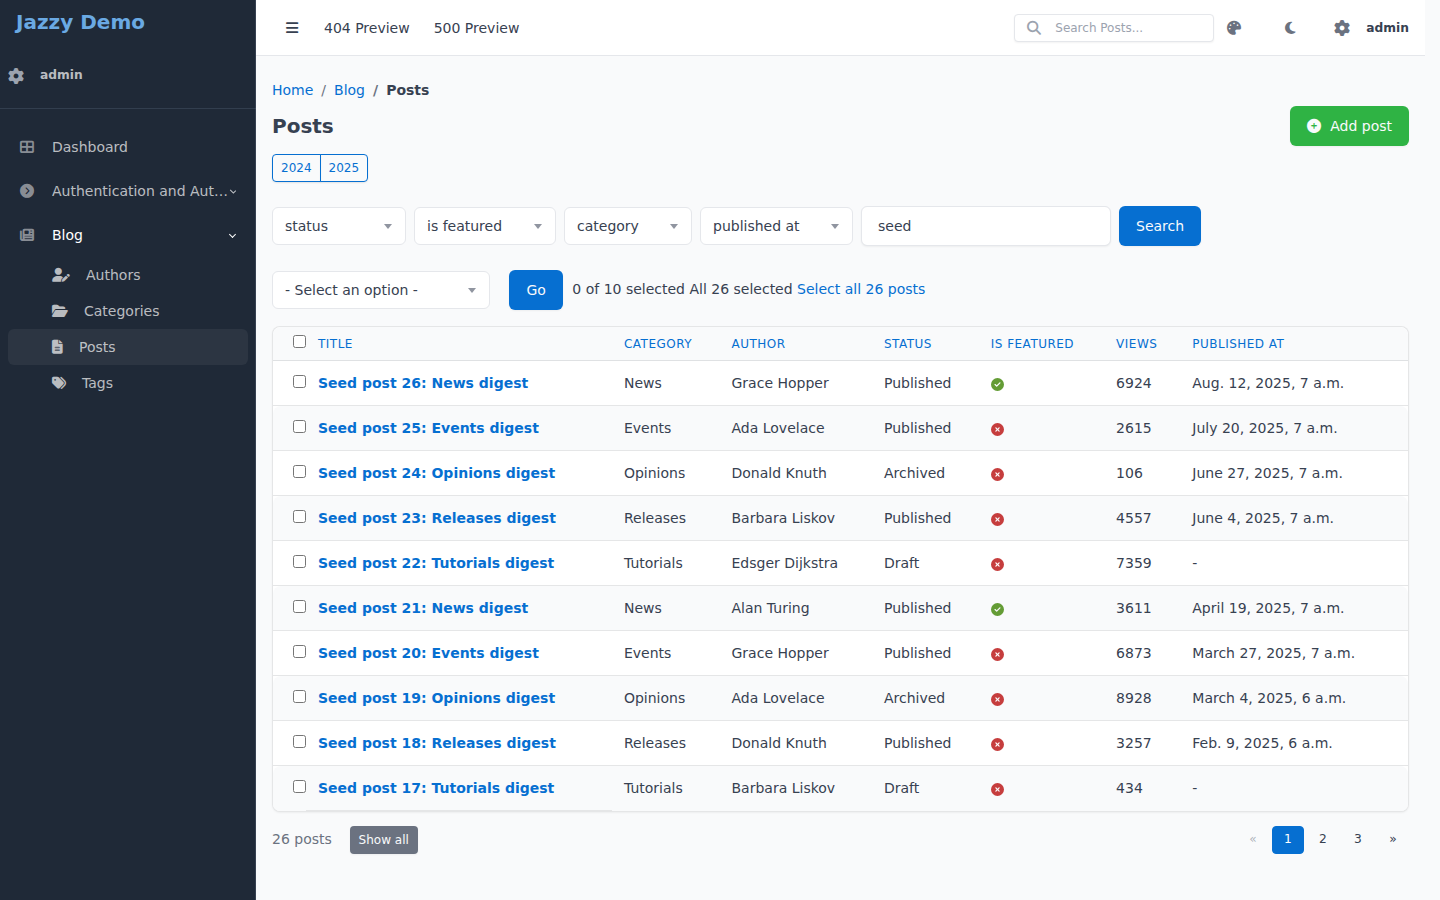 Jazzy Demo
404 Preview 500 Preview Search Posts... admin
admin
Dashboard
Authentication and Aut...
Blog
Authors
Categories
Posts
Tags
Home / Blog / Posts
Posts
Add post
2024 2025
status is featured category published at seed Search
- Select an option - Go 0 of 10 selected All 26 selected Select all 26 posts
TITLE CATEGORY AUTHOR STATUS IS FEATURED VIEWS PUBLISHED AT
Seed post 26: News digest News Grace Hopper Published 6924 Aug. 12, 2025, 7 a.m.
Seed post 25: Events digest Events Ada Lovelace Published 2615 July 20, 2025, 7 a.m.
Seed post 24: Opinions digest Opinions Donald Knuth Archived 106 June 27, 2025, 7 a.m.
Seed post 23: Releases digest Releases Barbara Liskov Published 4557 June 4, 2025, 7 a.m.
Seed post 22: Tutorials digest Tutorials Edsger Dijkstra Draft 7359 -
Seed post 21: News digest News Alan Turing Published 3611 April 19, 2025, 7 a.m.
Seed post 20: Events digest Events Grace Hopper Published 6873 March 27, 2025, 7 a.m.
Seed post 19: Opinions digest Opinions Ada Lovelace Archived 8928 March 4, 2025, 6 a.m.
Seed post 18: Releases digest Releases Donald Knuth Published 3257 Feb. 9, 2025, 6 a.m.
Seed post 17: Tutorials digest Tutorials Barbara Liskov Draft 434 -
26 posts Show all « 1 2 3 »